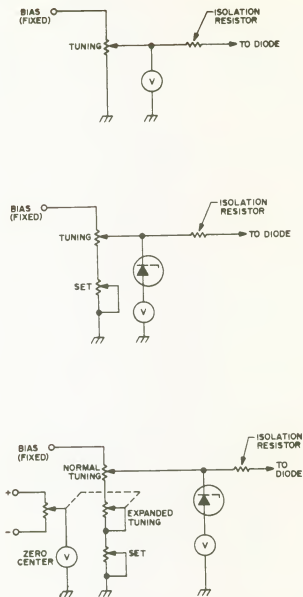 BIAS
(FIXED)
ISOLATION
RESISTOR
TUNING
TO DIODE
V
BIAS
(FIXED)
ISOLATION
RESISTOR
TUNING
TO DIODE
SET
V
BIAS
(FIXED)
ISOLATION
RESISTOR
NORMAL
TUNING
TO
DIODE
+
-
EXPANDED
TUNING
ZERO
CENTER
V
SET
V